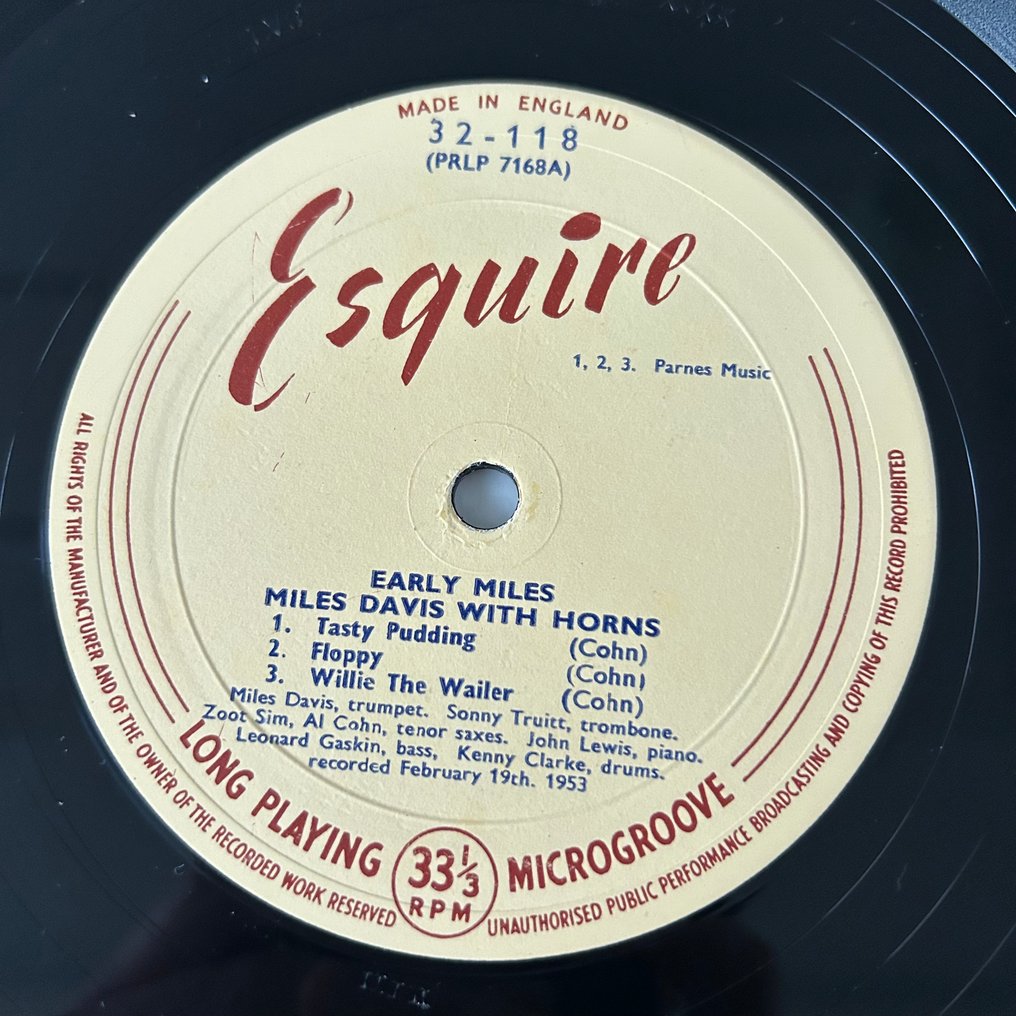 MADE IN ENGLAND
32-118
(PRLP 7168A)
Esquire
1, 2, 3. Parnes Music
EARLY MILES
MILES DAVIS WITH HORNS
1. Tasty Pudding (Cohn)
2. Floppy (Cohn)
3. Willie The Wailer (Cohn)
Miles Davis, trumpet. Sonny Truitt, trombone.
Zoot Sim, Al Cohn, tenor saxes. John Lewis, piano.
Leonard Gaskin, bass, Kenny Clarke, drums.
recorded February 19th. 1953
LONG PLAYING 33⅓ RPM MICROGROOVE
ALL RIGHTS OF THE MANUFACTURER AND OF THE OWNER OF THE RECORDED WORK RESERVED
UNAUTHORISED PUBLIC PERFORMANCE BROADCASTING AND COPYING OF THIS RECORD PROHIBITED